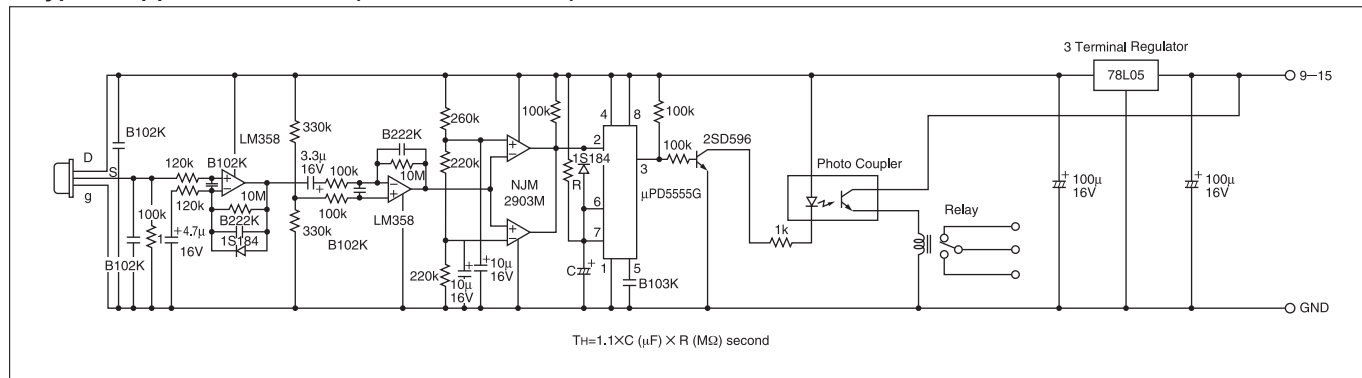 3 Terminal Regulator
78L05
9–15
D
B102K
LM358
330k
260k
100k
4
8
100k
2SD596
S
120k
B102K
3.3μ
16V
B222K
2
1S184
100k
Photo Coupler
g
100k
10M
220k
R
3
μPD5555G
100μ
16V
100μ
16V
120k
10M
100k
NJM
2903M
6
1k
Relay
100k
1
+4.7μ
16V
B222K
1S184
330k
LM358
7
B102K
B102K
220k
10μ
16V
10μ
16V
C
1
5
B103K
GND
TH=1.1×C (μF) × R (MΩ) second